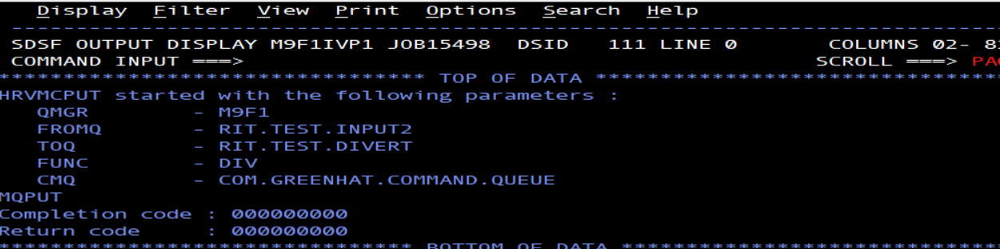 Display Filter View Print Options Search Help
--------------------------------------------------------------------------------
SDSF OUTPUT DISPLAY M9F1IVP1 JOB15498 DSID 111 LINE 0 COLUMNS 02- 8
COMMAND INPUT ===> SCROLL ===> PA
********************************* TOP OF DATA *******************************
HRVMCPUT started with the following parameters :
QMGR - M9F1
FROMQ - RIT.TEST.INPUT2
TOQ - RIT.TEST.DIVERT
FUNC - DIV
CMQ - COM.GREENHAT.COMMAND.QUEUE
MQPUT
Completion code : 000000000
Return code : 000000000
******************************** BOTTOM OF DATA *****************************